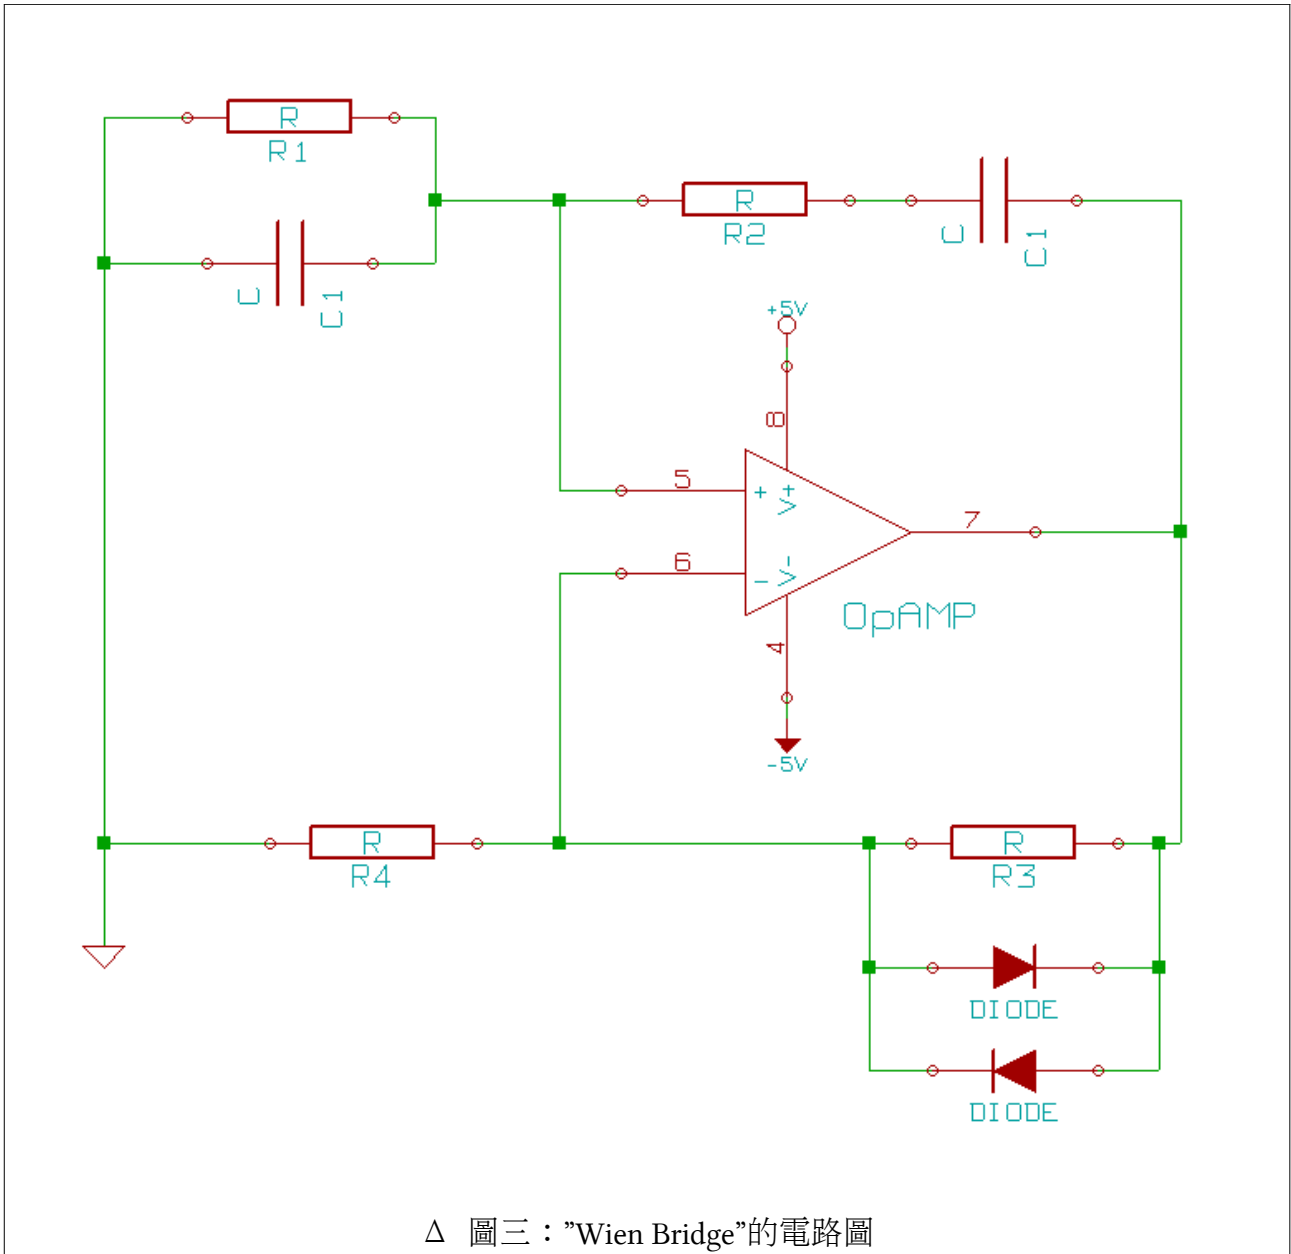 R
R1
R
R2
C
C1
C
C1
+5V
8
5
+
V+
7
6
-
V-
OpAMP
4
-5V
R
R4
R
R3
DIODE
DIODE
Δ 圖三：”Wien Bridge”的電路圖